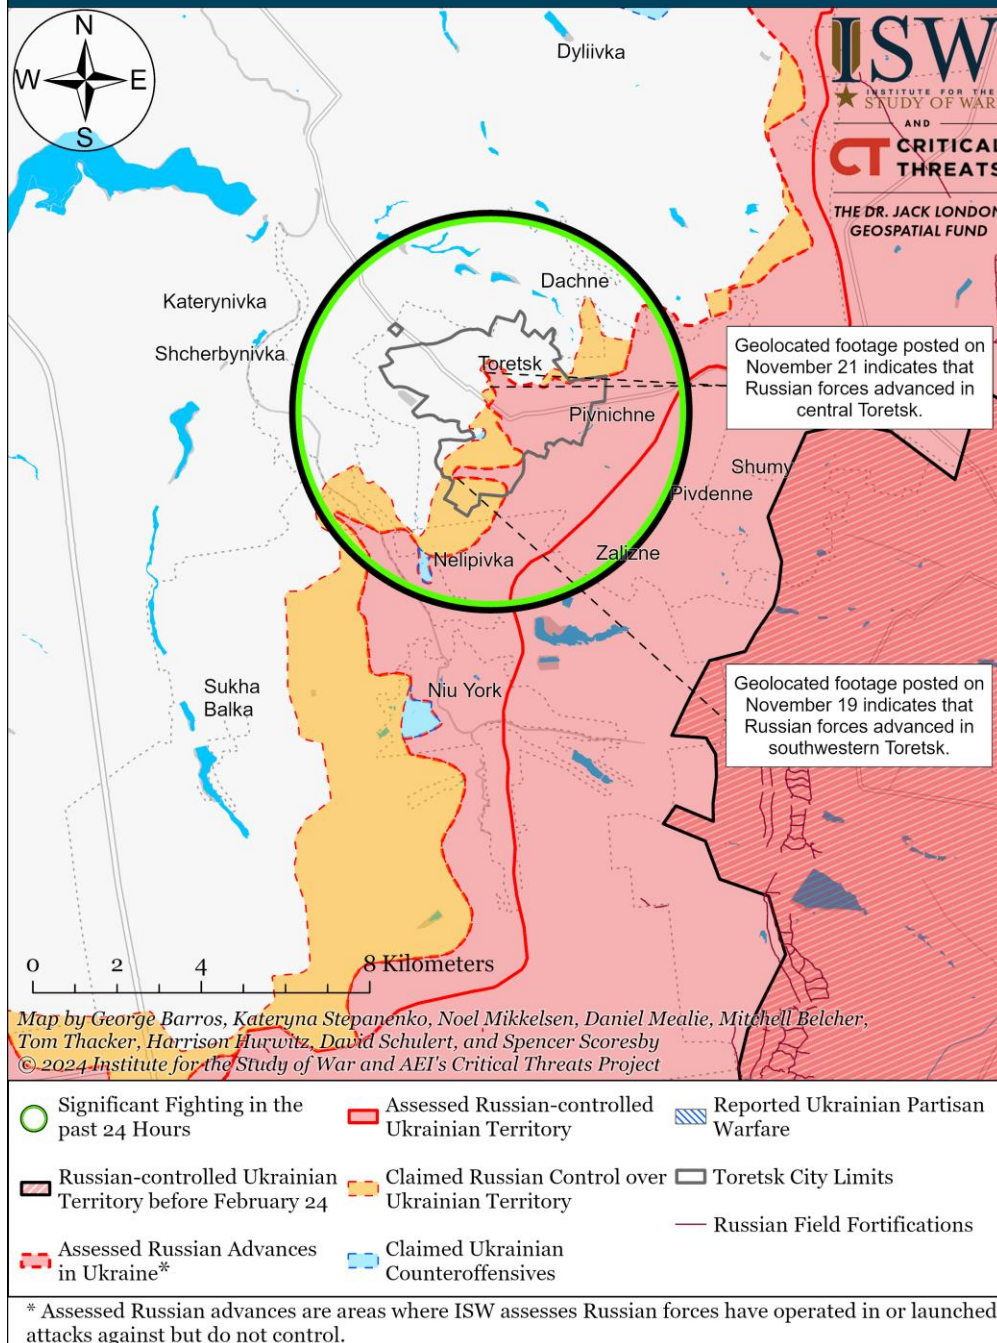 N
W E
S
Dyliivka
ISW
INSTITUTE FOR THE
STUDY OF WAR
AND
CT CRITICAL
THREATS
THE DR. JACK LONDON
GEOSPATIAL FUND
Dachne
Katerynivka
Shcherbynivka
Toretsk
Geolocated footage posted on
November 21 indicates that
Russian forces advanced in
central Toretsk.
Pivnichne
Shumy
Pivdenne
Nelipivka
Zalizne
Sukha
Balka
Niu York
Geolocated footage posted on
November 19 indicates that
Russian forces advanced in
southwestern Toretsk.
0 2 4 8 Kilometers
Map by George Barros, Kateryna Stepanenko, Noel Mikkelsen, Daniel Mealie, Mitchell Belcher,
Tom Thacker, Harrison Hurwitz, David Schulert, and Spencer Scoresby
© 2024 Institute for the Study of War and AEI's Critical Threats Project
Significant Fighting in the
past 24 Hours
Russian-controlled Ukrainian
Territory before February 24
Assessed Russian Advances
in Ukraine*
Assessed Russian-controlled
Ukrainian Territory
Claimed Russian Control over
Ukrainian Territory
Claimed Ukrainian
Counteroffensives
Reported Ukrainian Partisan
Warfare
Toretsk City Limits
Russian Field Fortifications
* Assessed Russian advances are areas where ISW assesses Russian forces have operated in or launched
attacks against but do not control.